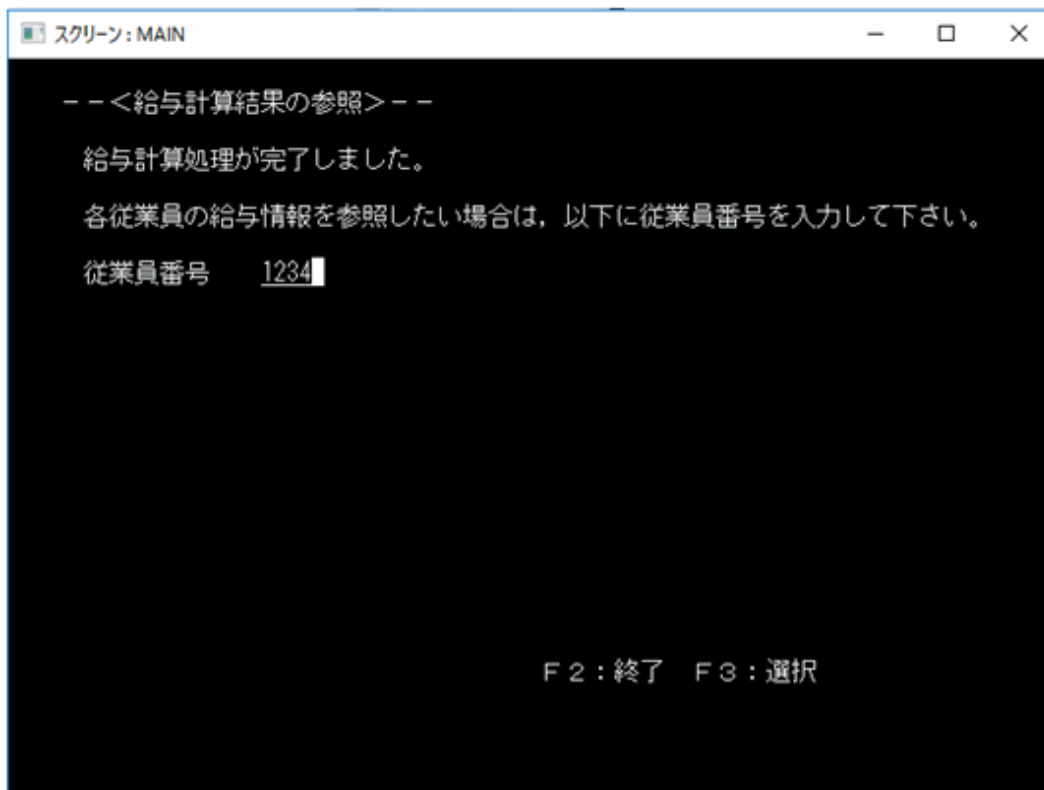 スクリーン : MAIN
－－＜給与計算結果の参照＞－－
給与計算処理が完了しました。
各従業員の給与情報を参照したい場合は，以下に従業員番号を入力して下さい。
従業員番号　1234
Ｆ２：終了　Ｆ３：選択